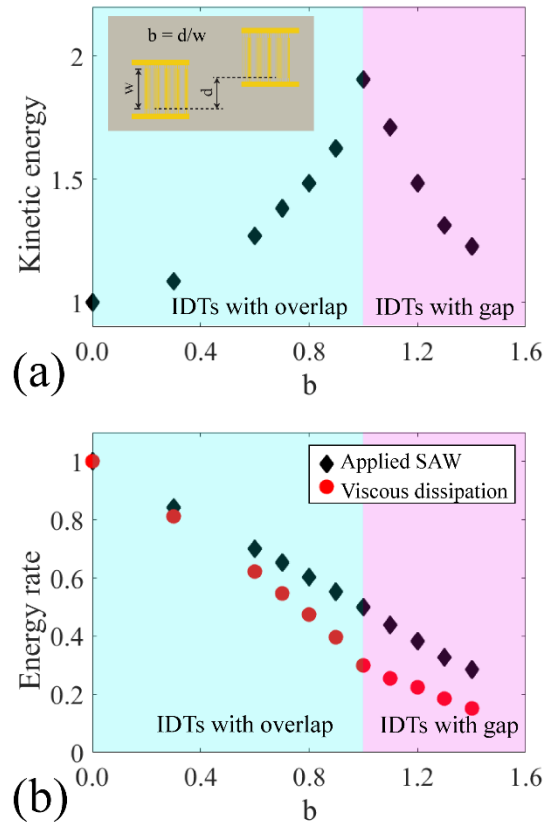 (a)
Kinetic energy
2
1.5
1
b = d/w
w
d
IDTs with overlap
IDTs with gap
0.0 0.4 0.8 1.2 1.6
b
(b)
Energy rate
1
0.8
0.6
0.4
0.2
0
Applied SAW
Viscous dissipation
IDTs with overlap
IDTs with gap
0.0 0.4 0.8 1.2 1.6
b